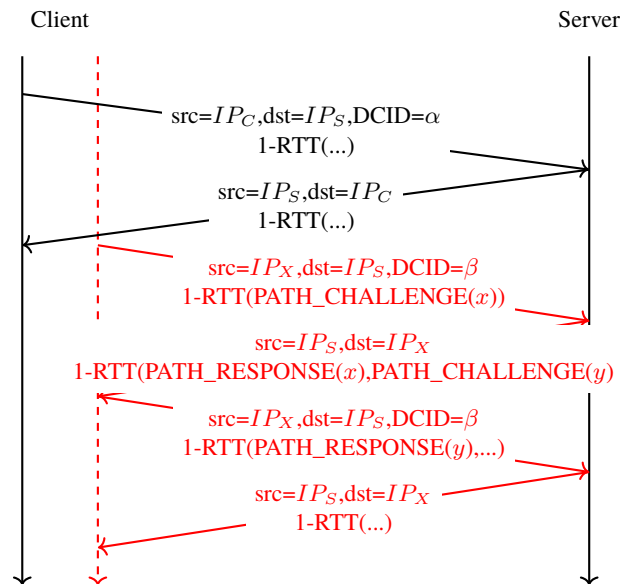 Client Server
src=IP_C,dst=IP_S,DCID=α
1-RTT(...)
src=IP_S,dst=IP_C
1-RTT(...)
src=IP_X,dst=IP_S,DCID=β
1-RTT(PATH_CHALLENGE(x))
src=IP_S,dst=IP_X
1-RTT(PATH_RESPONSE(x),PATH_CHALLENGE(y)
src=IP_X,dst=IP_S,DCID=β
1-RTT(PATH_RESPONSE(y),...)
src=IP_S,dst=IP_X
1-RTT(...)